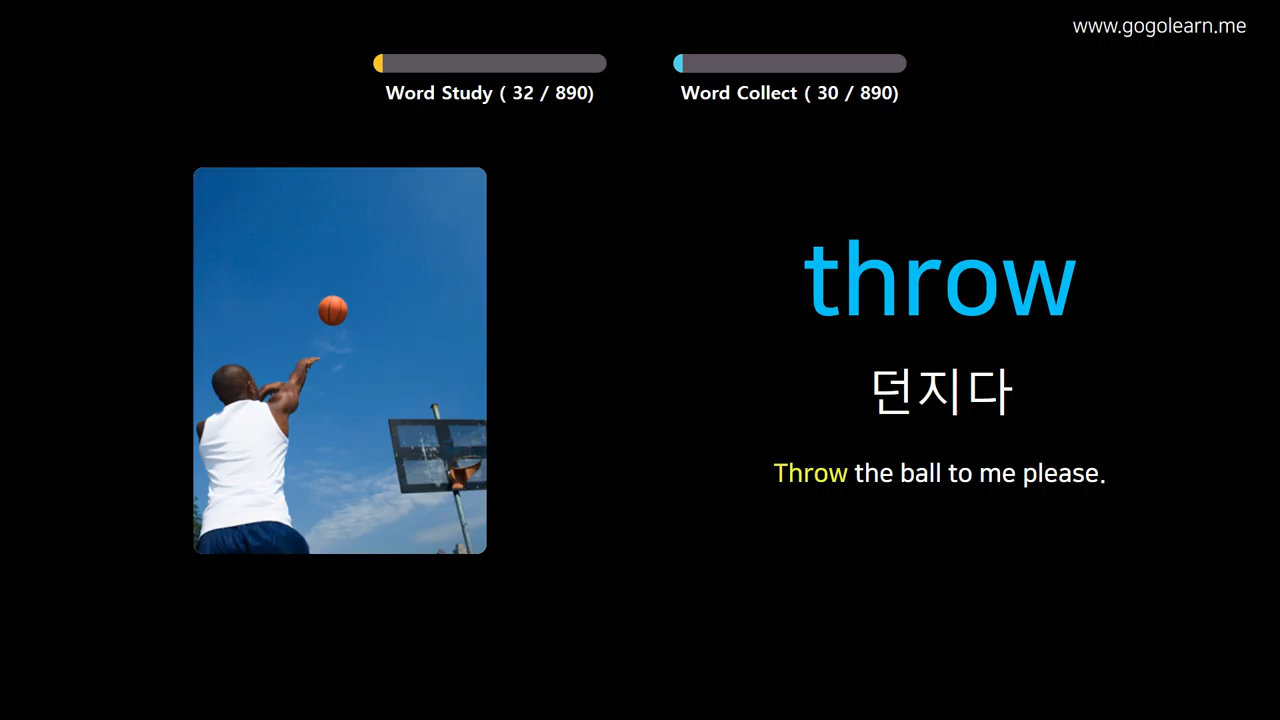 www.gogolearn.me
Word Study ( 32 / 890)
Word Collect ( 30 / 890)
throw
던지다
Throw the ball to me please.